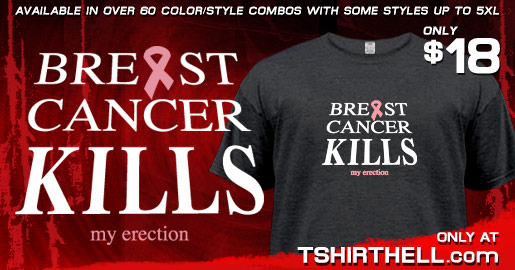 AVAILABLE IN OVER 60 COLOR/STYLE COMBOS WITH SOME STYLES UP TO 5XL
BREAST
CANCER
KILLS
my erection
BREAST
CANCER
KILLS
my erection
ONLY
$18
ONLY AT
TSHIRTHELL.com